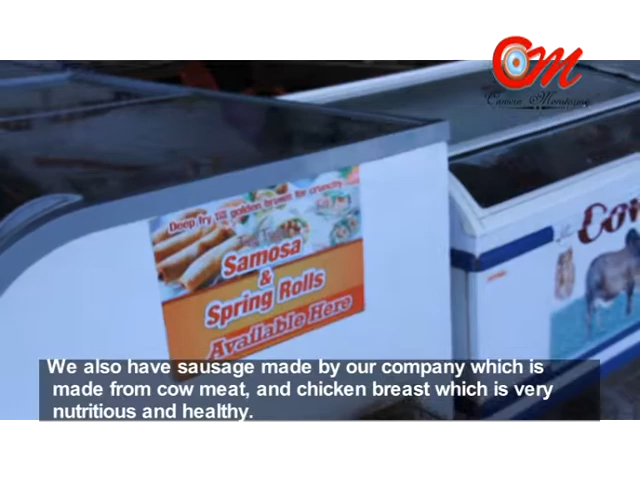 CM
Deep fry till golden brown for crunchy
Samosa
&
Spring Rolls
Available Here
We also have sausage made by our company which is
made from cow meat, and chicken breast which is very
nutritious and healthy.